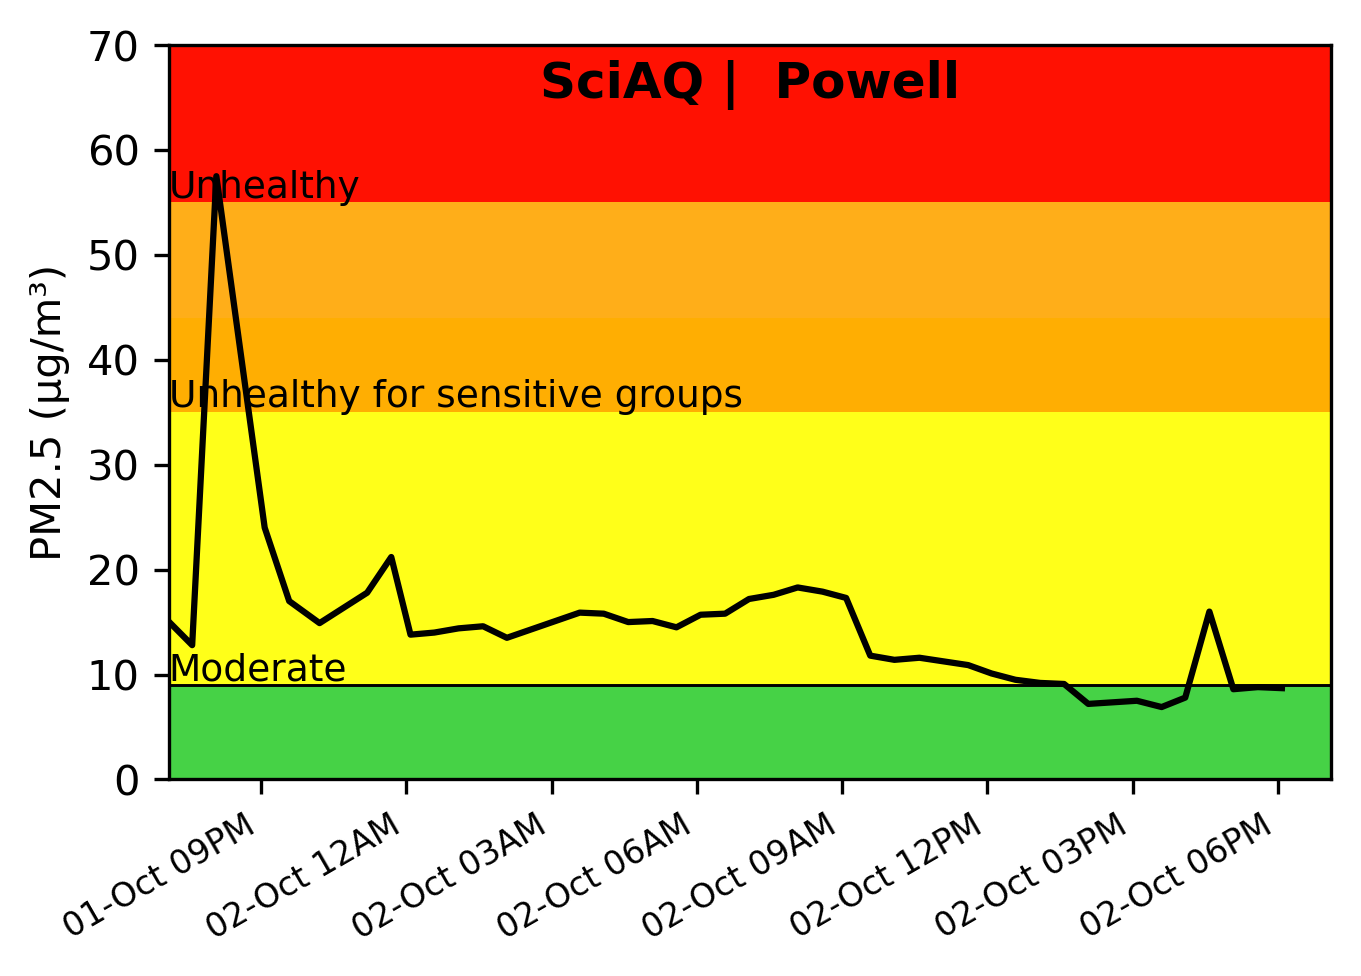 SciAQ | Powell
70
60
50
40
30
20
10
0
PM2.5 (µg/m³)
Unhealthy
Unhealthy for sensitive groups
Moderate
01-Oct 09PM
02-Oct 12AM
02-Oct 03AM
02-Oct 06AM
02-Oct 09AM
02-Oct 12PM
02-Oct 03PM
02-Oct 06PM